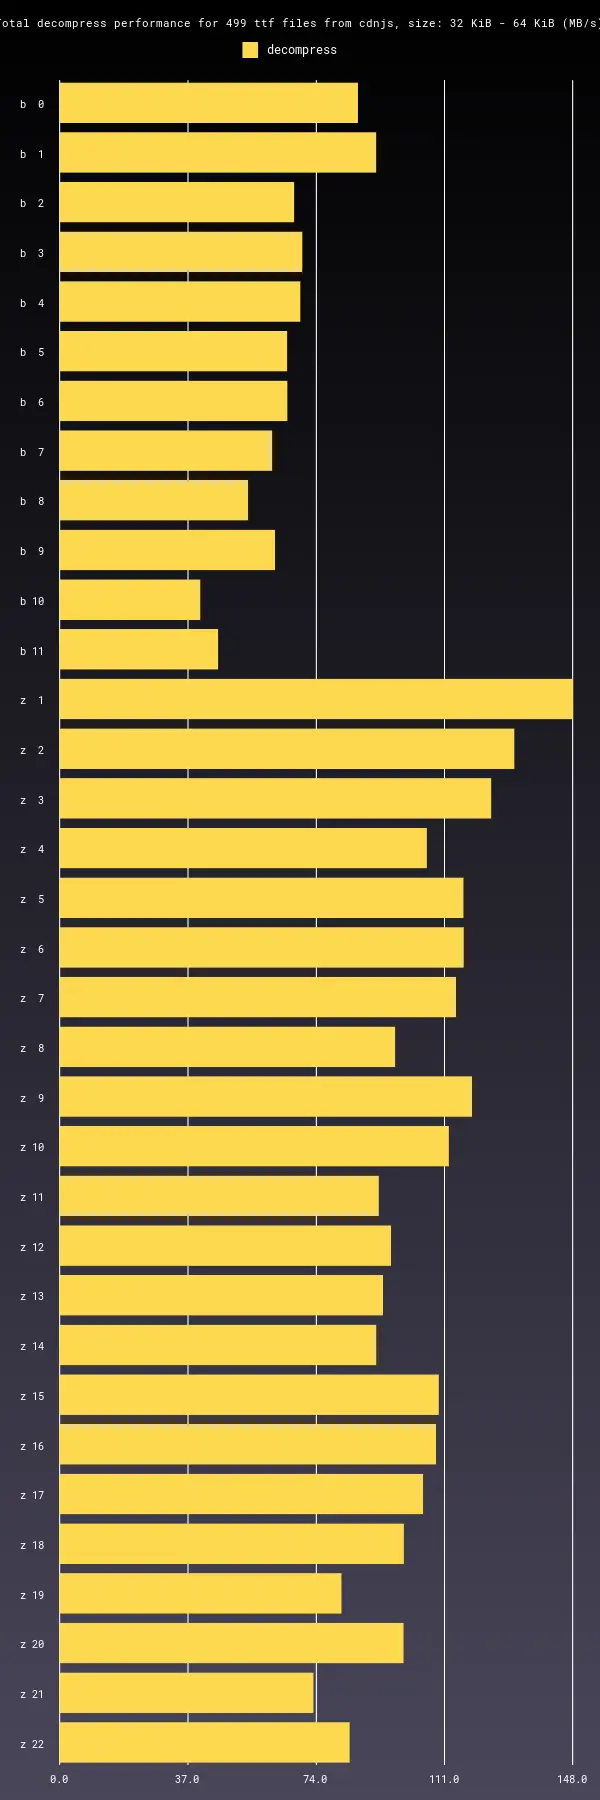 otal decompress performance for 499 ttf files from cdnjs, size: 32 KiB - 64 KiB (MB/s)
decompress
b 0
b 1
b 2
b 3
b 4
b 5
b 6
b 7
b 8
b 9
b 10
b 11
z 1
z 2
z 3
z 4
z 5
z 6
z 7
z 8
z 9
z 10
z 11
z 12
z 13
z 14
z 15
z 16
z 17
z 18
z 19
z 20
z 21
z 22
0.0 37.0 74.0 111.0 148.0